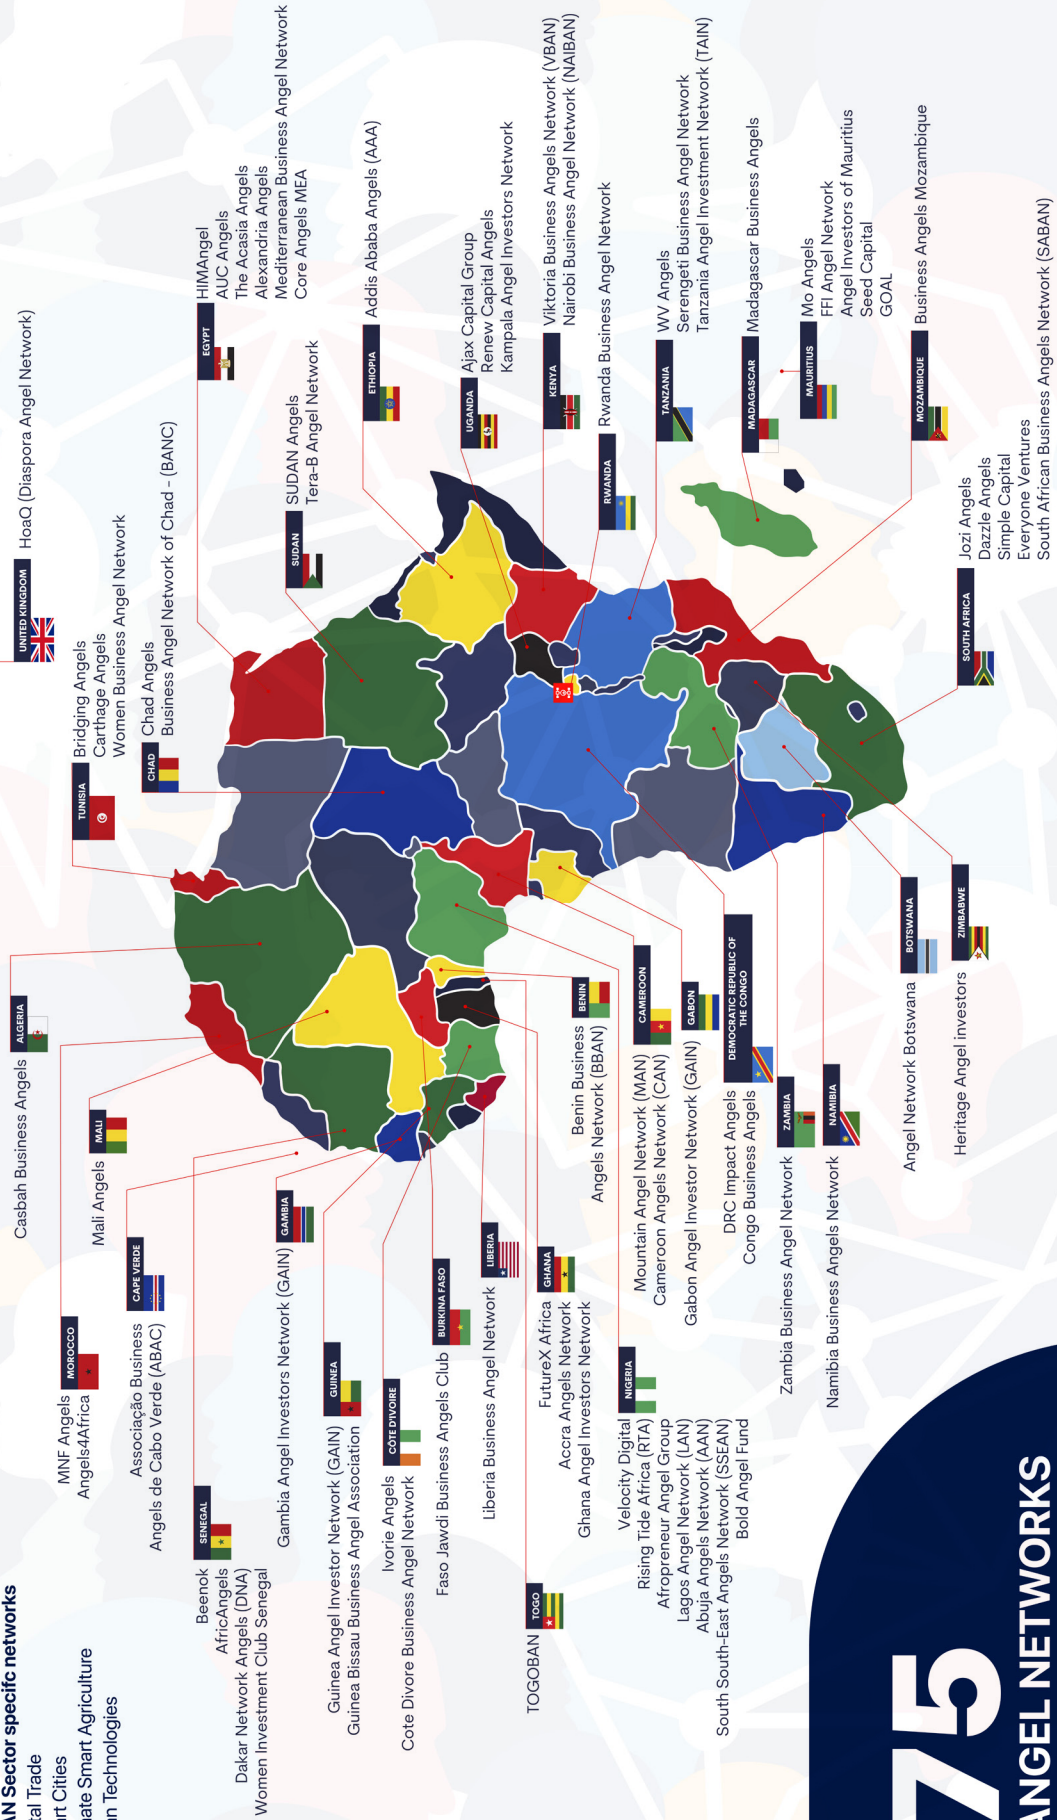 AN Sector specifc networks
tal Trade
rt Cities
ate Smart Agriculture
n Technologies
UNITED KINGDOM
HoaQ (Diaspora Angel Network)
ALGERIA
Casbah Business Angels
MOROCCO
MNF Angels
Angels4Africa
MALI
Mali Angels
CAPE VERDE
Associação Business
Angels de Cabo Verde (ABAC)
SENEGAL
Beenok
AfricAngels
Dakar Network Angels (DNA)
Women Investment Club Senegal
GAMBIA
Gambia Angel Investors Network (GAIN)
GUINEA
Guinea Angel Investor Network (GAIN)
Guinea Bissau Business Angel Association
CÔTE D'IVOIRE
Ivorie Angels
Cote Divore Business Angel Network
BURKINA FASO
Faso Jawdi Business Angels Club
LIBERIA
Liberia Business Angel Network
TOGO
TOGOBAN
GHANA
FutureX Africa
Accra Angels Network
Ghana Angel Investors Network
BENIN
Benin Business
Angels Network (BBAN)
NIGERIA
Velocity Digital
Rising Tide Africa (RTA)
Afropreneur Angel Group
Lagos Angel Network (LAN)
Abuja Angels Network (AAN)
South South-East Angels Network (SSEAN)
Bold Angel Fund
CAMEROON
Mountain Angel Network (MAN)
Cameroon Angels Network (CAN)
GABON
Gabon Angel Investor Network (GAIN)
DEMOCRATIC REPUBLIC OF
THE CONGO
DRC Impact Angels
Congo Business Angels
ZAMBIA
Zambia Business Angel Network
NAMIBIA
Namibia Business Angels Network
BOTSWANA
Angel Network Botswana
ZIMBABWE
Heritage Angel investors
TUNISIA
Bridging Angels
Carthage Angels
Women Business Angel Network
CHAD
Chad Angels
Business Angel Network of Chad - (BANC)
EGYPT
HIMAngel
AUC Angels
The Acasia Angels
Alexandria Angels
Mediterranean Business Angel Network
Core Angels MEA
SUDAN
SUDAN Angels
Tera-B Angel Network
ETHIOPIA
Addis Ababa Angels (AAA)
UGANDA
Ajax Capital Group
Renew Capital Angels
Kampala Angel Investors Network
KENYA
Viktoria Business Angels Network (VBAN)
Nairobi Business Angel Network (NAIBAN)
RWANDA
Rwanda Business Angel Network
TANZANIA
WV Angels
Serengeti Business Angel Network
Tanzania Angel Investment Network (TAIN)
MADAGASCAR
Madagascar Business Angels
MAURITIUS
Mo Angels
FFI Angel Network
Angel Investors of Mauritius
Seed Capital
GOAL
MOZAMBIQUE
Business Angels Mozambique
SOUTH AFRICA
Jozi Angels
Dazzle Angels
Simple Capital
Everyone Ventures
South African Business Angels Network (SABAN)
75
ANGEL NETWORKS